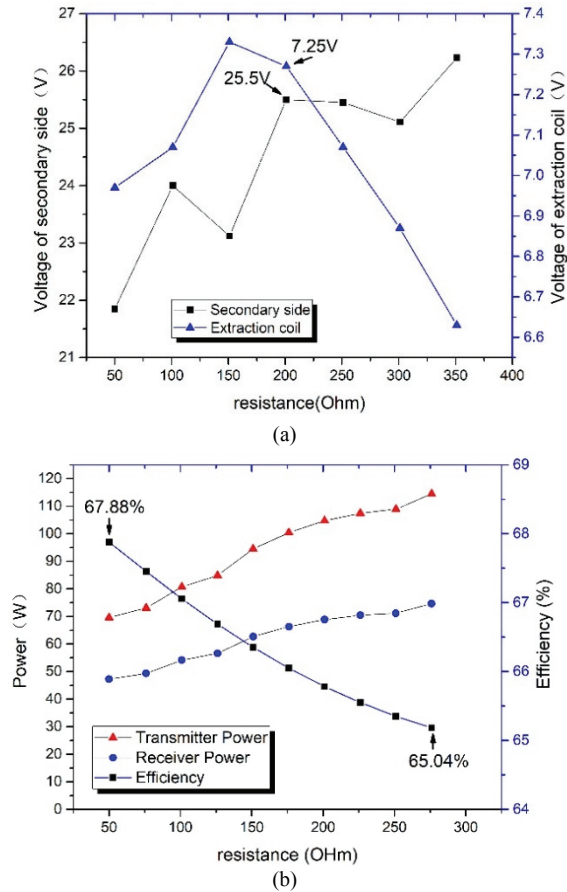 27
26
25
24
23
22
21
Voltage of secondary side（V）
7.4
7.3
7.2
7.1
7.0
6.9
6.8
6.7
6.6
Voltage of extraction coil（V）
7.25V
25.5V
Secondary side
Extraction coil
50 100 150 200 250 300 350 400
resistance(Ohm)
(a)
120
110
100
90
80
70
60
50
40
30
20
10
0
Power（W）
69
68
67
66
65
64
Efficiency (%)
67.88%
65.04%
Transmitter Power
Receiver Power
Efficiency
50 100 150 200 250 300
resistance (OHm)
(b)